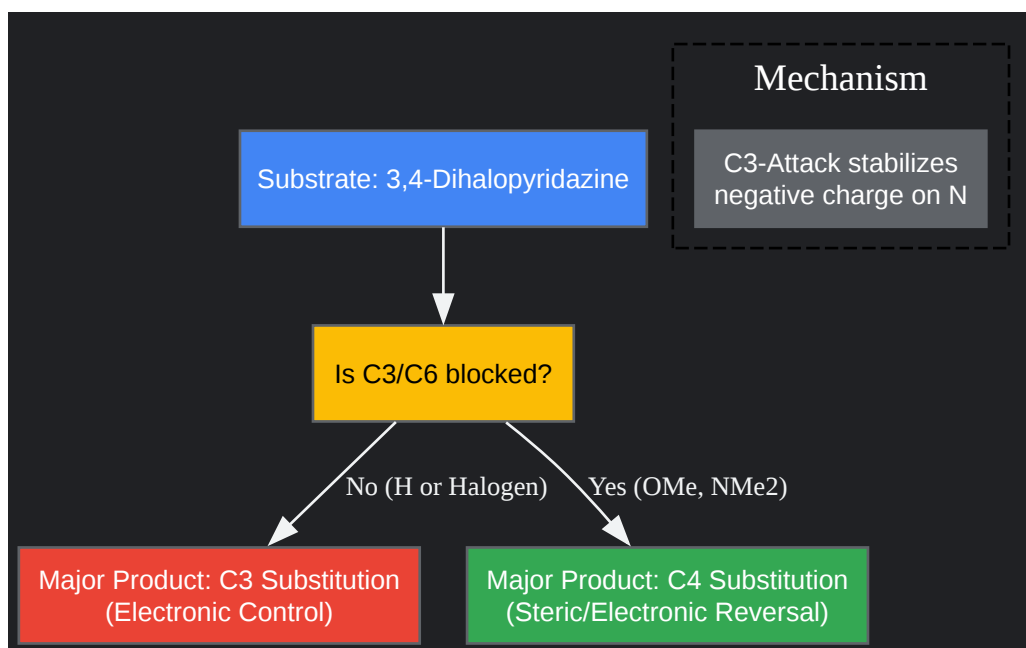 Mechanism
C3-Attack stabilizes
negative charge on N
Substrate: 3,4-Dihalopyridazine
Is C3/C6 blocked?
No (H or Halogen)
Yes (OMe, NMe2)
Major Product: C3 Substitution
(Electronic Control)
Major Product: C4 Substitution
(Steric/Electronic Reversal)